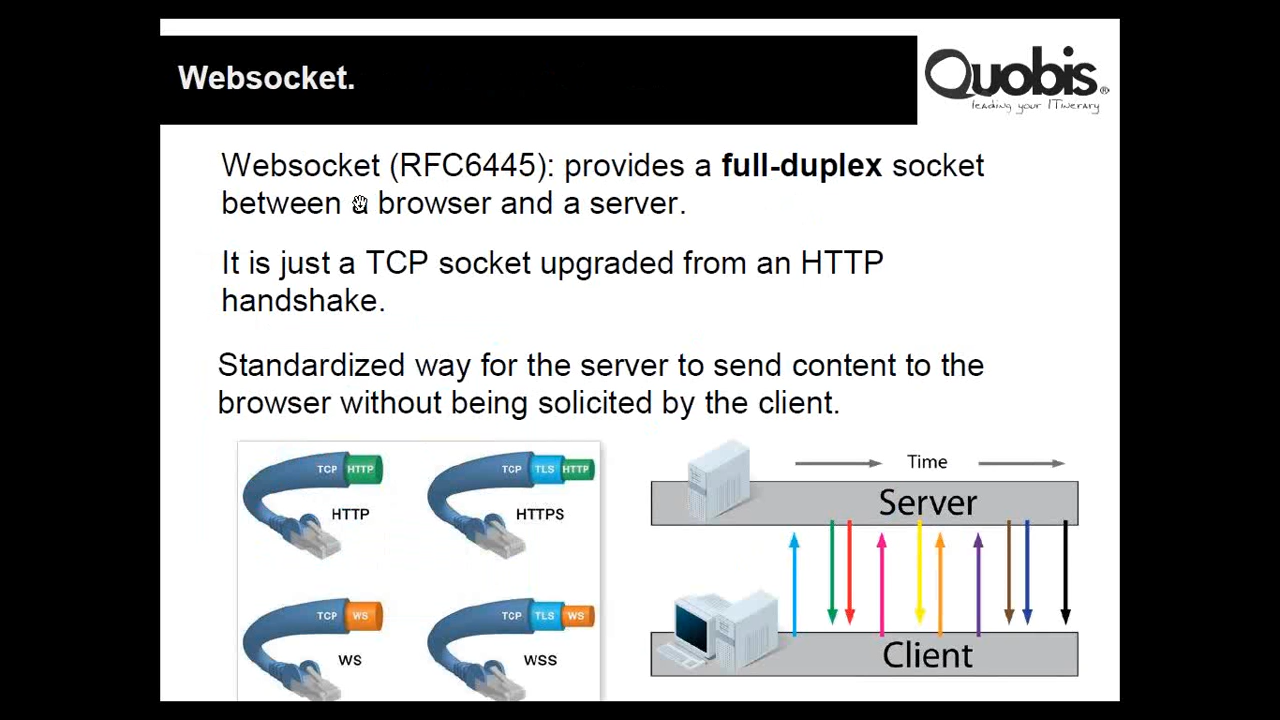 Websocket.
Quobis®
leading your ITinerary
Websocket (RFC6445): provides a full-duplex socket
between a browser and a server.
It is just a TCP socket upgraded from an HTTP
handshake.
Standardized way for the server to send content to the
browser without being solicited by the client.
TCP HTTP
HTTP
TCP TLS HTTP
HTTPS
TCP WS
WS
TCP TLS WS
WSS
Time
Server
Client